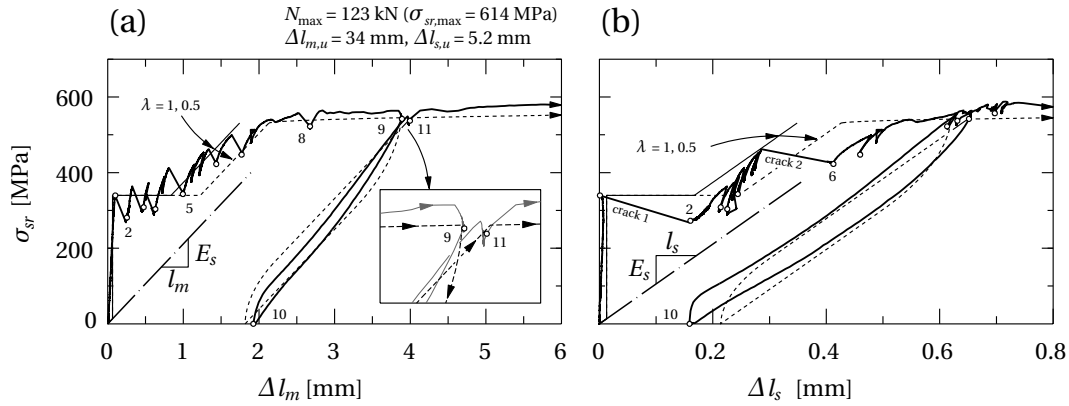 (a)
N_max = 123 kN (σ_sr,max = 614 MPa)
Δl_m,u = 34 mm, Δl_s,u = 5.2 mm
(b)
σ_sr [MPa]
600
400
200
0
λ = 1, 0.5
2
5
8
9
11
10
E_s
l_m
9
11
0 1 2 3 4 5 6
Δl_m [mm]
λ = 1, 0.5
crack 1
crack 2
2
6
10
l_s
E_s
0 0.2 0.4 0.6 0.8
Δl_s [mm]